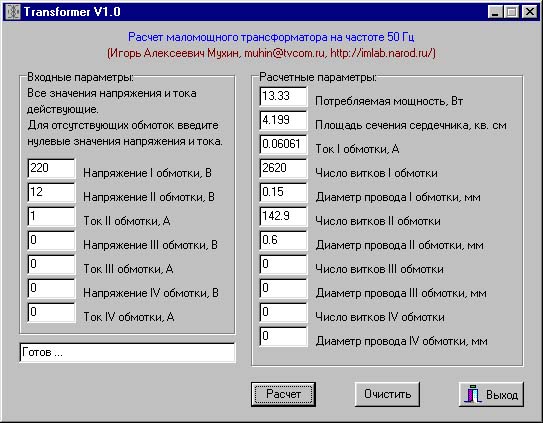 Transformer V1.0
Расчет маломощного трансформатора на частоте 50 Гц
(Игорь Алексеевич Мухин, muhin@tvcom.ru, http://imlab.narod.ru/)
Входные параметры:
Все значения напряжения и тока
действующие.
Для отсутствующих обмоток введите
нулевые значения напряжения и тока.
220 Напряжение I обмотки, В
12 Напряжение II обмотки, В
1 Ток II обмотки, А
0 Напряжение III обмотки, В
0 Ток III обмотки, А
0 Напряжение IV обмотки, В
0 Ток IV обмотки, А
Готов ...
Расчетные параметры:
13.33 Потребляемая мощность, Вт
4.199 Площадь сечения сердечника, кв. см
0.06061 Ток I обмотки, А
2620 Число витков I обмотки
0.15 Диаметр провода I обмотки, мм
142.9 Число витков II обмотки
0.6 Диаметр провода II обмотки, мм
0 Число витков III обмотки
0 Диаметр провода III обмотки, мм
0 Число витков IV обмотки
0 Диаметр провода IV обмотки, мм
Расчет Очистить Выход